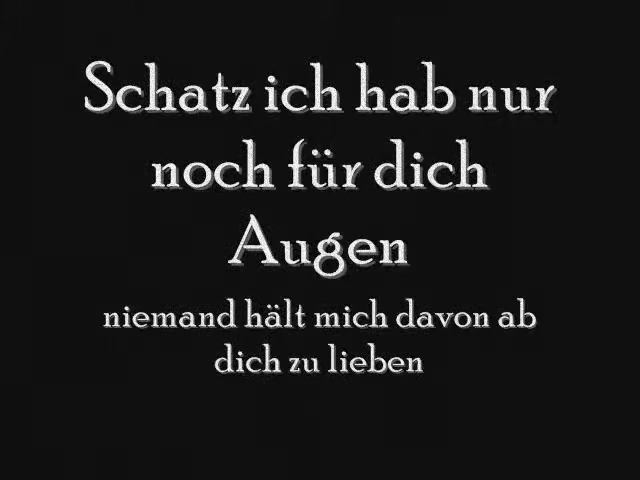 Schatz ich hab nur
noch für dich
Augen
niemand hält mich davon ab
dich zu lieben